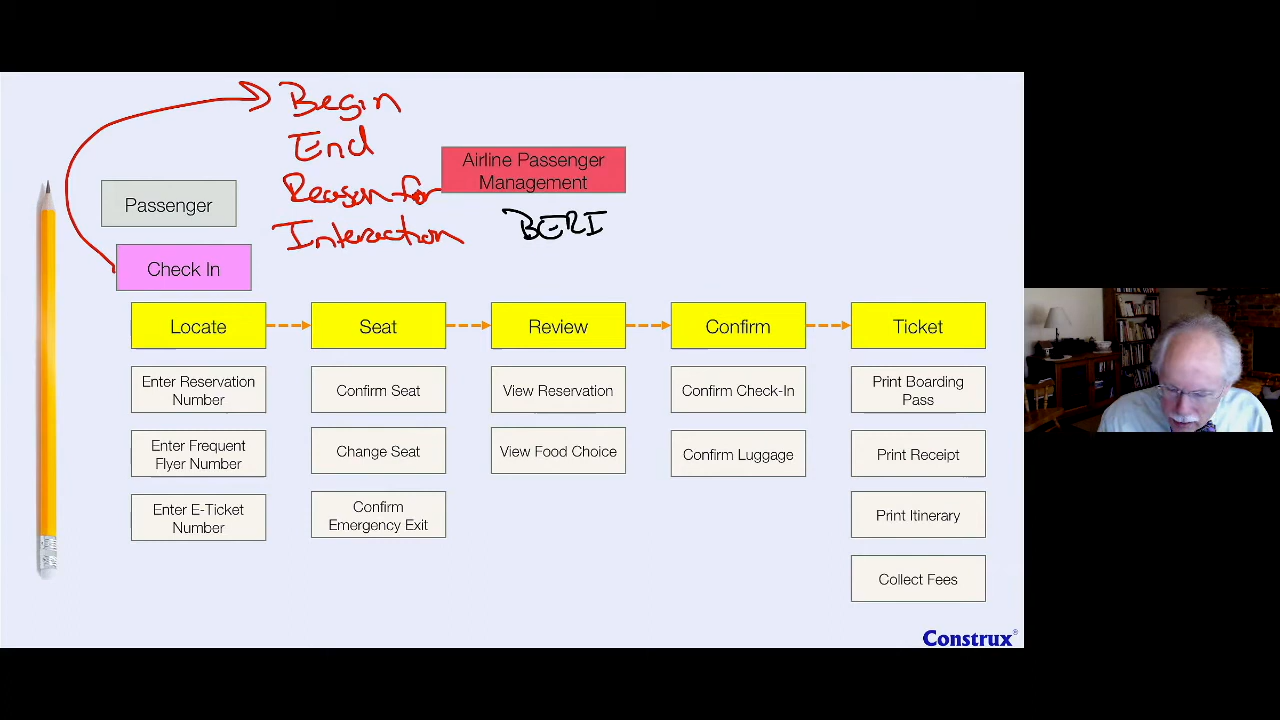 Begin
End
Reason for
Interaction
Airline Passenger
Management
BERI
Passenger
Check In
Locate
Seat
Review
Confirm
Ticket
Enter Reservation
Number
Confirm Seat
View Reservation
Confirm Check-In
Print Boarding
Pass
Enter Frequent
Flyer Number
Change Seat
View Food Choice
Confirm Luggage
Print Receipt
Enter E-Ticket
Number
Confirm
Emergency Exit
Print Itinerary
Collect Fees
Construx®